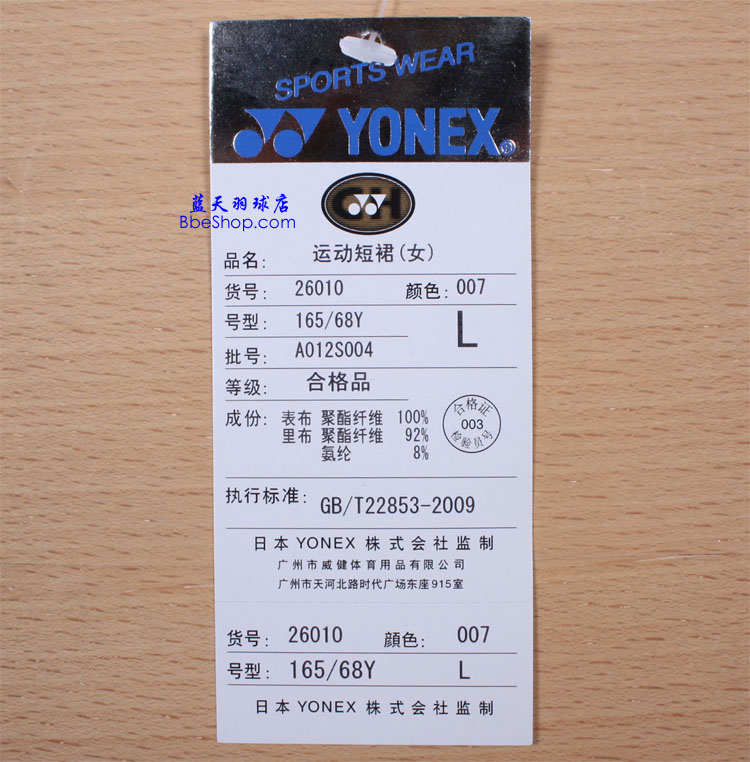 SPORTS WEAR
YONEX®
GH
蓝天羽球店
BbeShop.com
品名： 运动短裙(女)
货号： 26010 颜色： 007
号型： 165/68Y L
批号： A012S004
等级： 合格品
成份： 表布 聚酯纤维 100%
里布 聚酯纤维 92%
氨纶 8%
合格证
003
检验员号
执行标准： GB/T22853-2009
日本 YONEX 株式会社监制
广州市威健体育用品有限公司
广州市天河北路时代广场东座915室
货号： 26010 颜色： 007
号型： 165/68Y L
日本 YONEX 株式会社监制